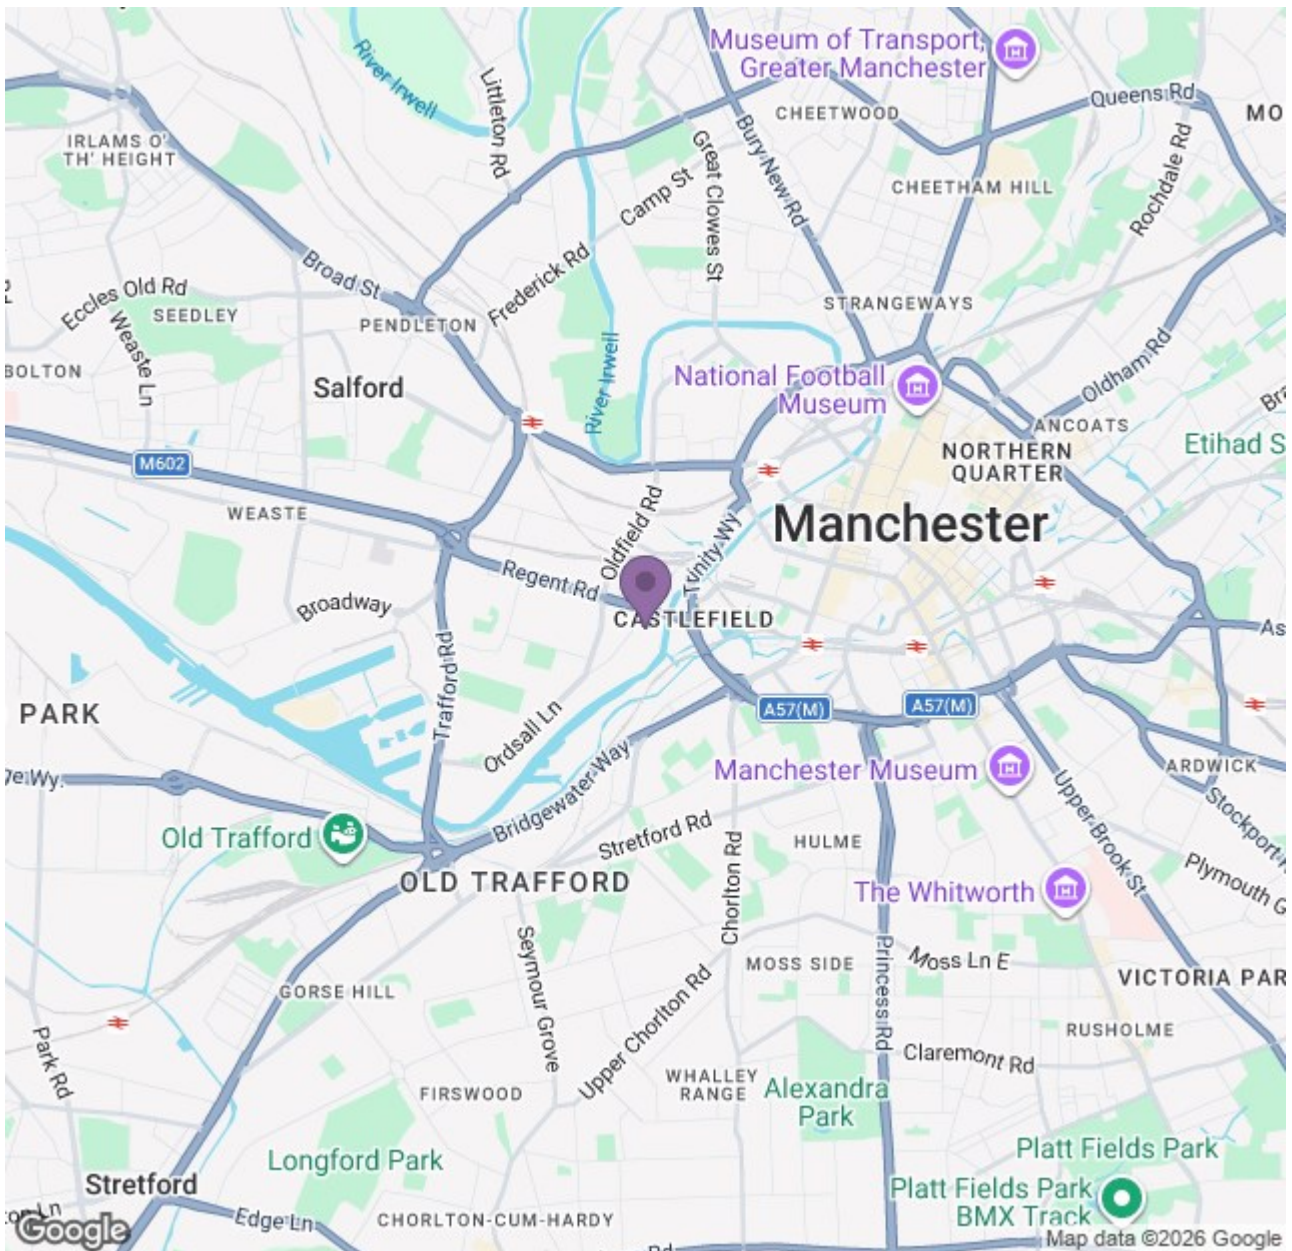 Museum of Transport,
Greater Manchester
River Irwell
Littleton Rd
CHEETWOOD
Queens Rd
MO
IRLAMS O'
TH' HEIGHT
Great Clowes St
Bury New Rd
Rochdale Rd
Camp St
CHEETHAM HILL
Broad St
Frederick Rd
Eccles Old Rd
SEEDLEY
Weaste Ln
PENDLETON
STRANGEWAYS
River Irwell
Oldham Rd
BOLTON
Salford
National Football
Museum
Bra
ANCOATS
NORTHERN
QUARTER
Etihad S
M602
WEASTE
Oldfield Rd
Trinity Wy
Manchester
Regent Rd
Broadway
CASTLEFIELD
As
Trafford Rd
PARK
Ordsall Ln
A57(M)
A57(M)
Bridgewater Way
Manchester Museum
ARDWICK
De Wy.
Upper Brook St
Stockport
Old Trafford
Stretford Rd
HULME
Chorlton Rd
Plymouth G
OLD TRAFFORD
The Whitworth
Seymour Grove
Princess Rd
Moss Ln E
MOSS SIDE
VICTORIA PAR
GORSE HILL
Upper Chorlton Rd
RUSHOLME
Park Rd
Claremont Rd
FIRSWOOD
WHALLEY
RANGE
Alexandra
Park
Longford Park
Platt Fields Park
Stretford
Platt Fields Park
BMX Track
Edge Ln
CHORLTON-CUM-HARDY
Google
Rd
Map data ©2026 Google